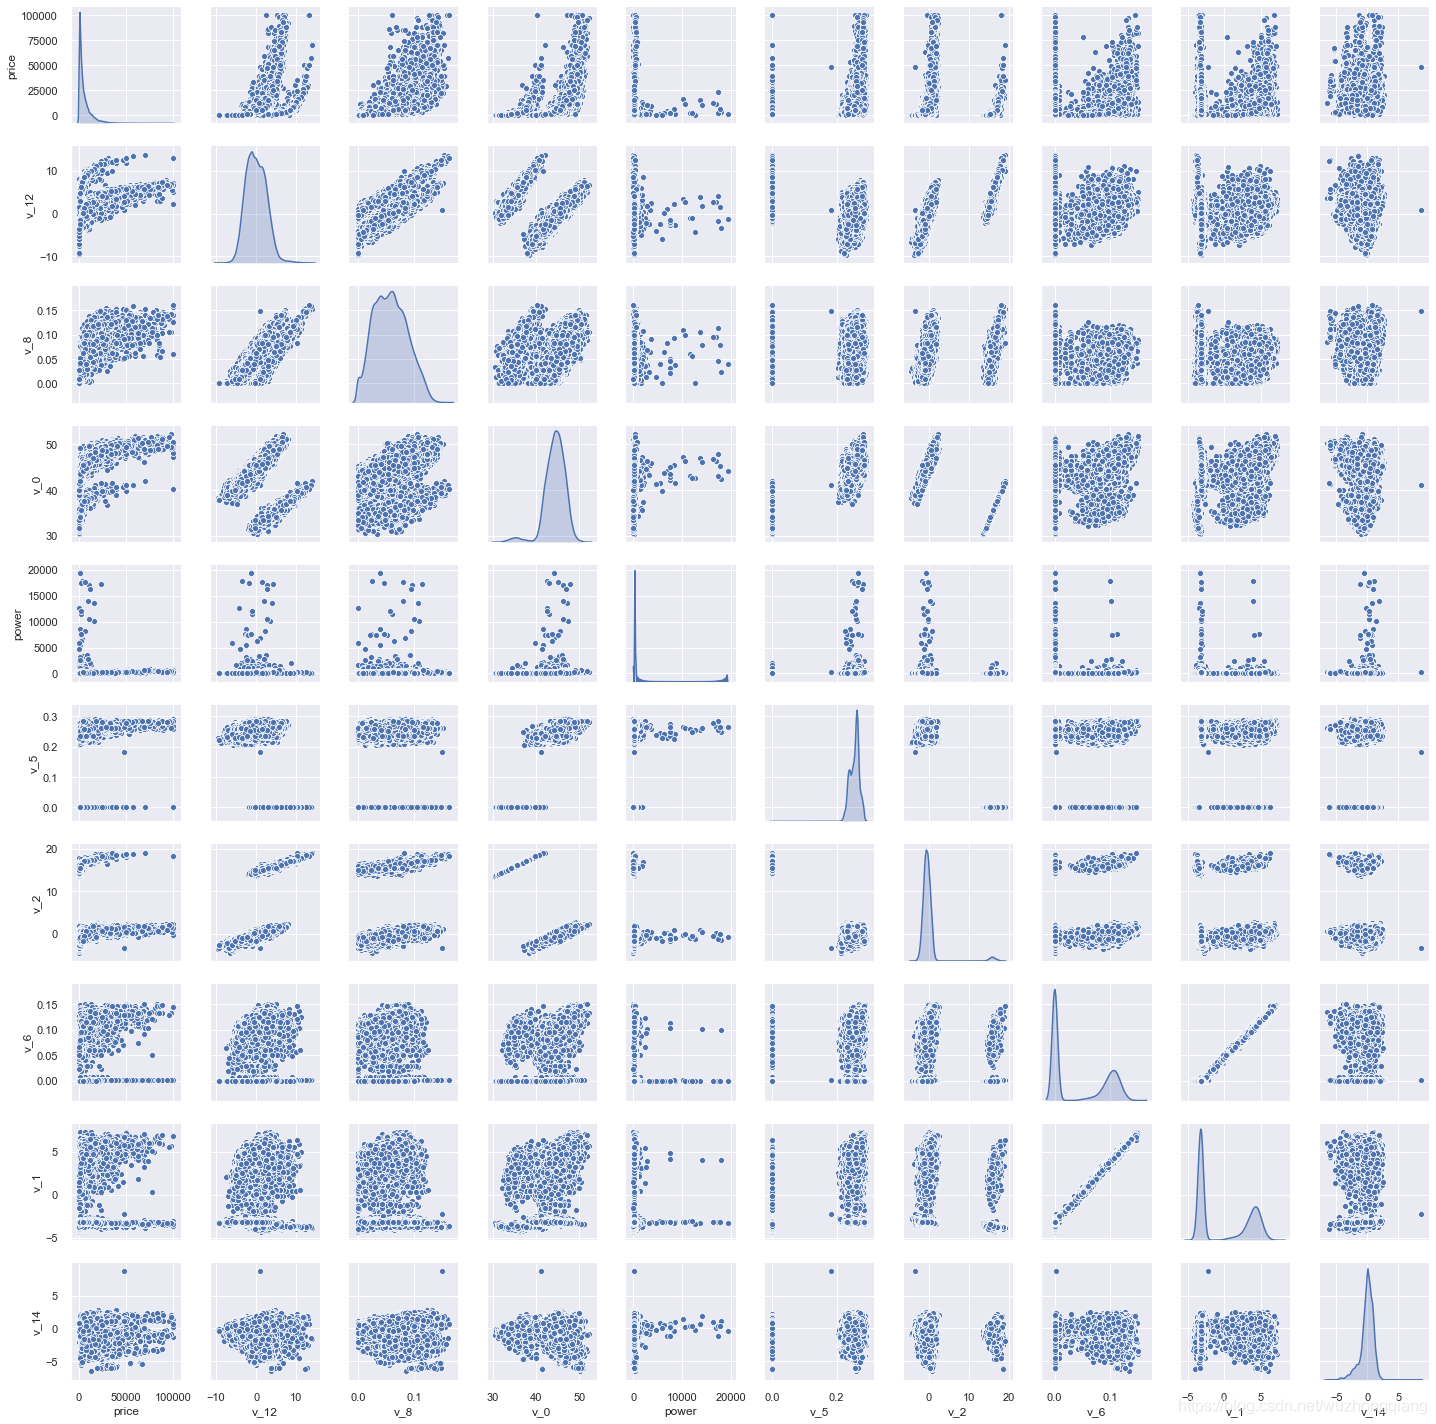 100000
75000
50000
25000
0
price
10
0
−10
v_12
0.15
0.10
0.05
0.00
v_8
50
40
30
v_0
20000
15000
10000
5000
0
power
0.3
0.2
0.1
0.0
v_5
20
10
0
v_2
0.15
0.10
0.05
0.00
v_6
5
0
−5
v_1
5
0
−5
v_14
0 50000 100000
−10 0 10
0.0 0.1
30 40 50
0 10000 20000
0.0 0.2
0 10 20
0.0 0.1
−5 0 5
−5 0 5
price v_12 v_8 v_0 power v_5 v_2 v_6 v_1 v_14
https://blog.csdn.net/wuzhongqiang